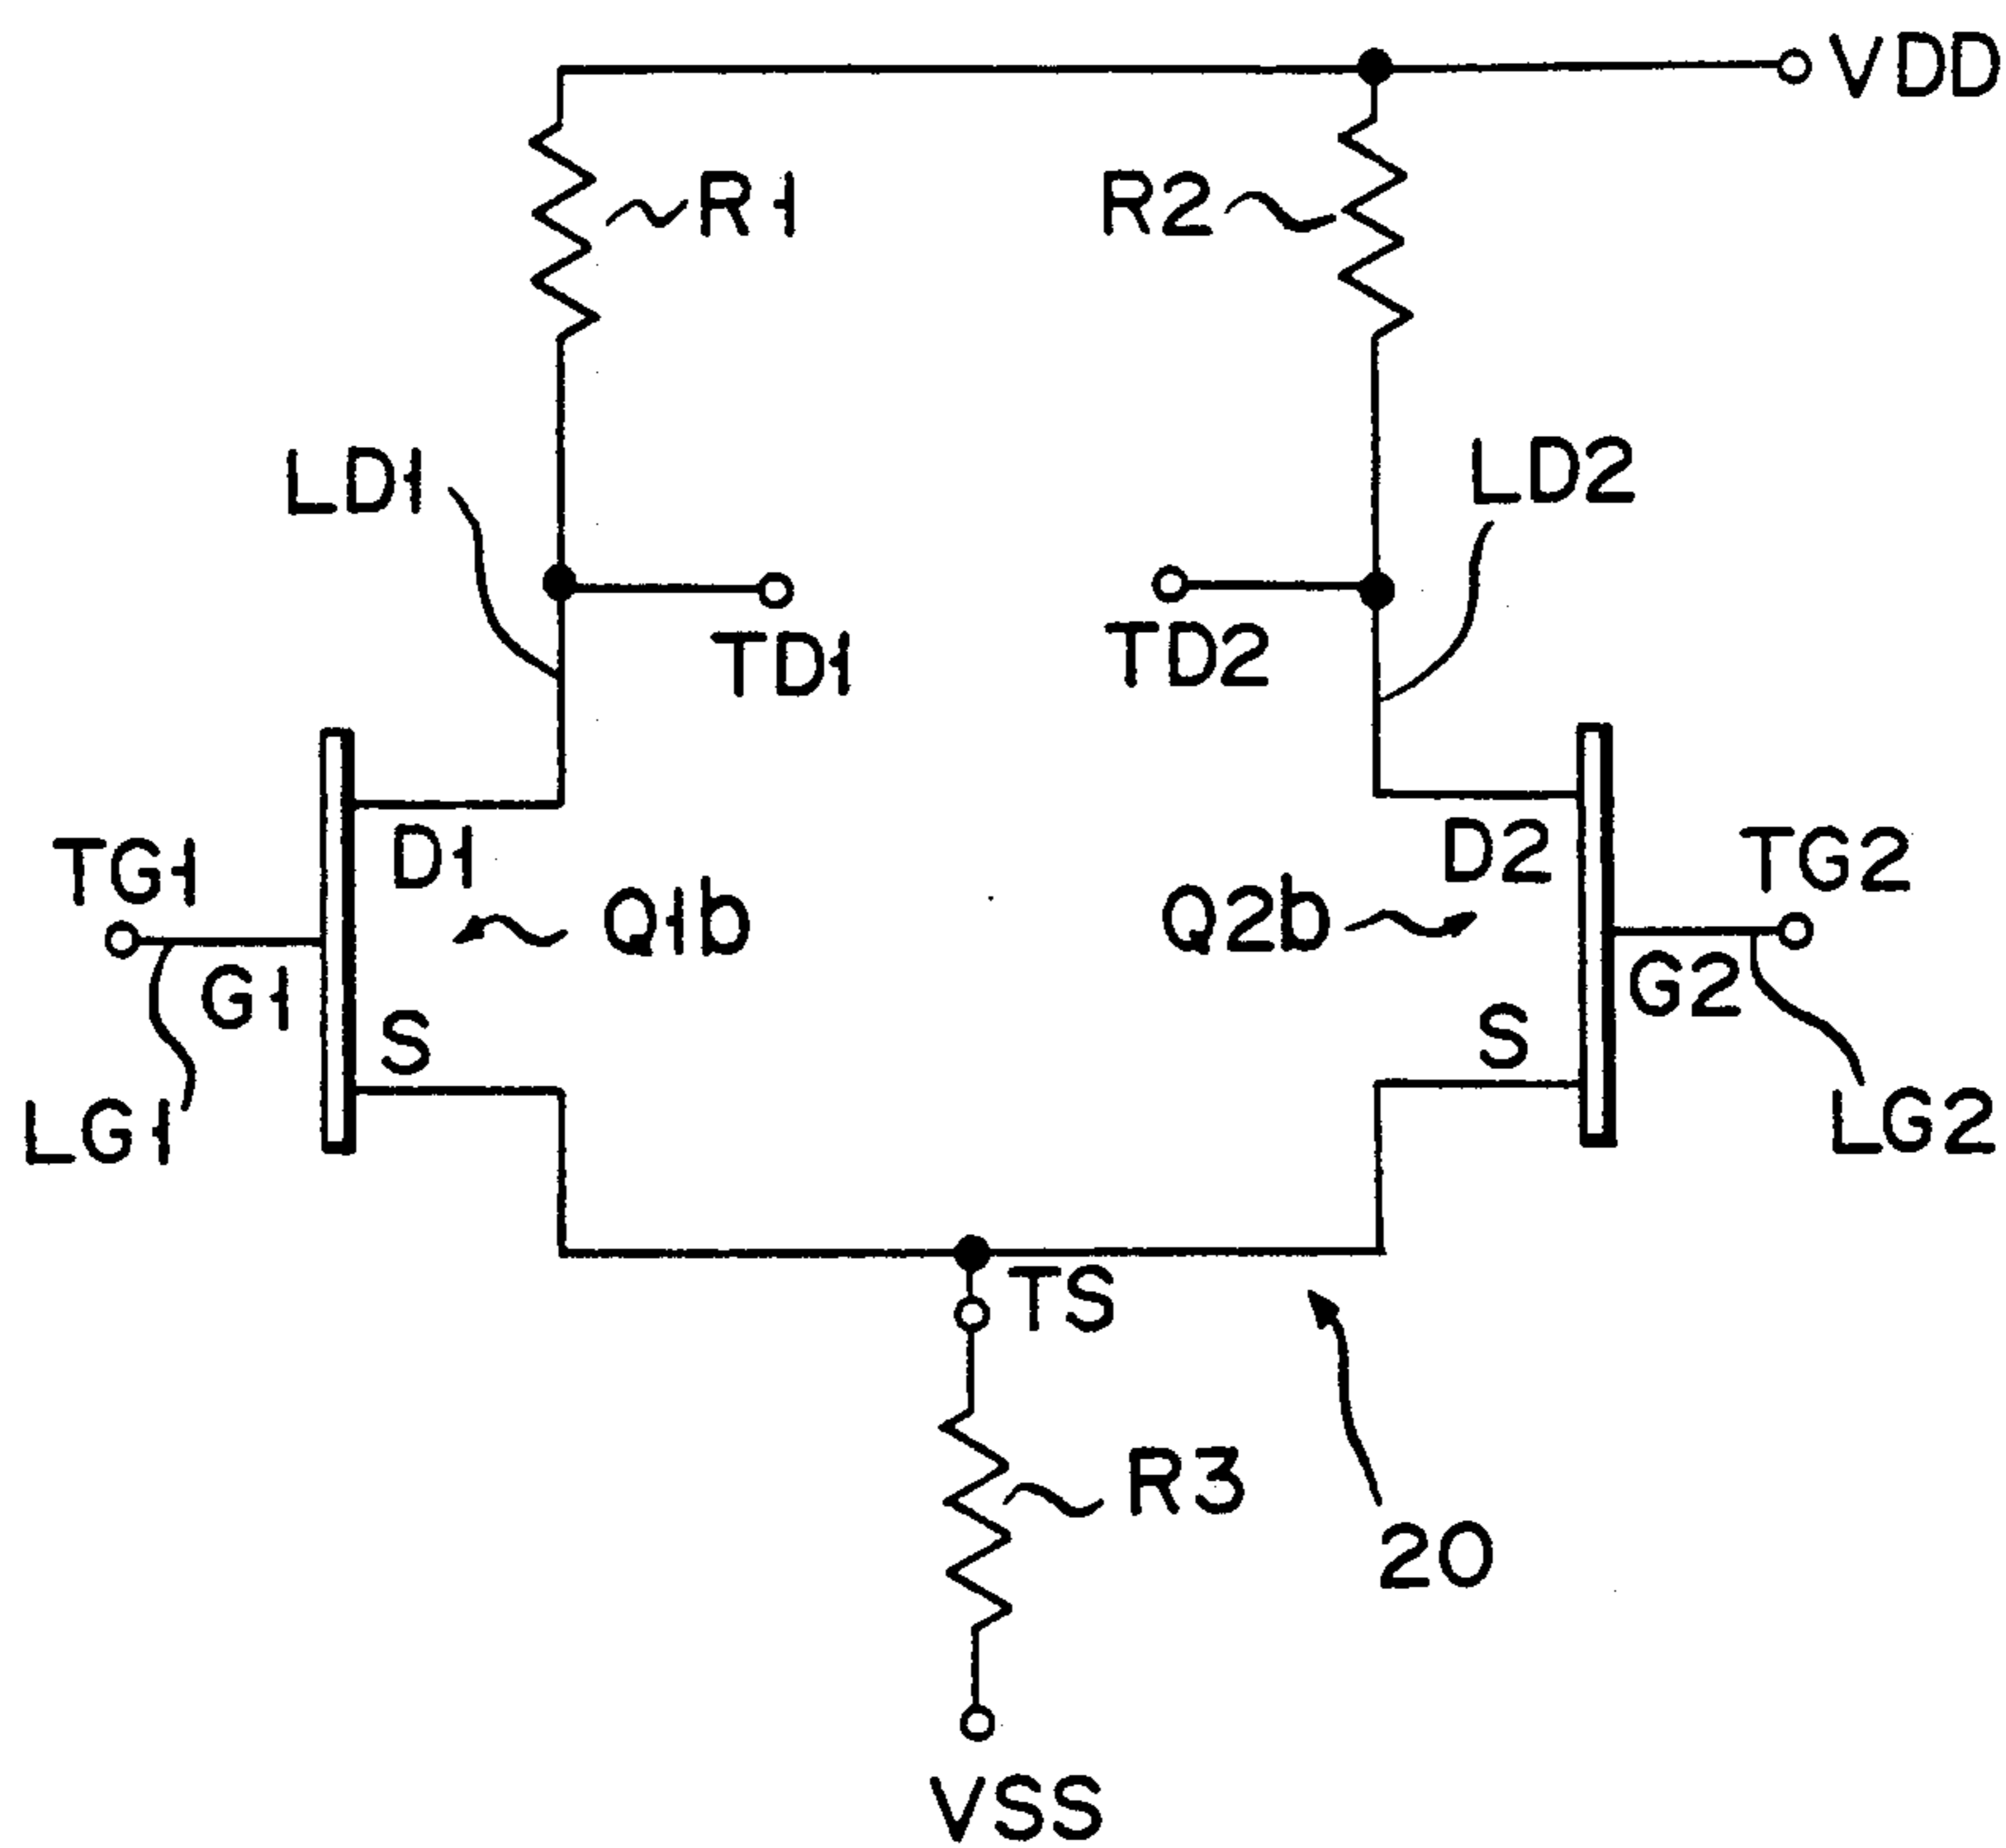 VDD
R1
R2
LD1
LD2
TD1
TD2
TG1
D1
D2
TG2
Q1b
Q2b
G1
G2
S
S
LG1
LG2
TS
R3
20
VSS